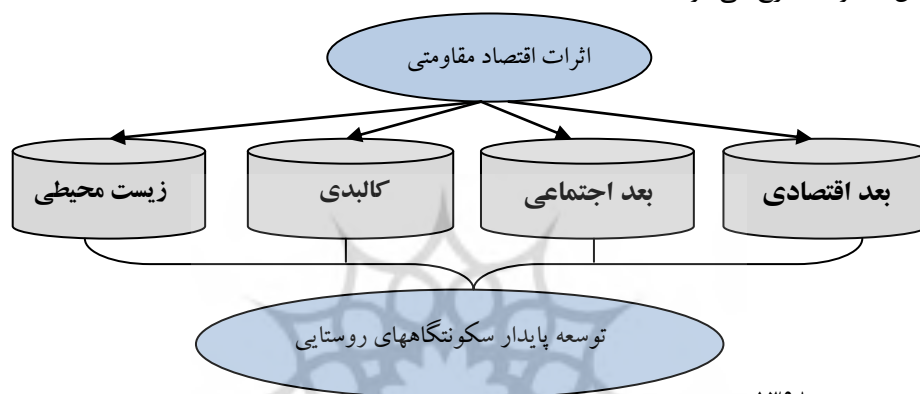 اثرات اقتصاد مقاومتی
بعد اقتصادی
بعد اجتماعی
کالبدی
زیست محیطی
توسعه پایدار سکونتگاههای روستایی